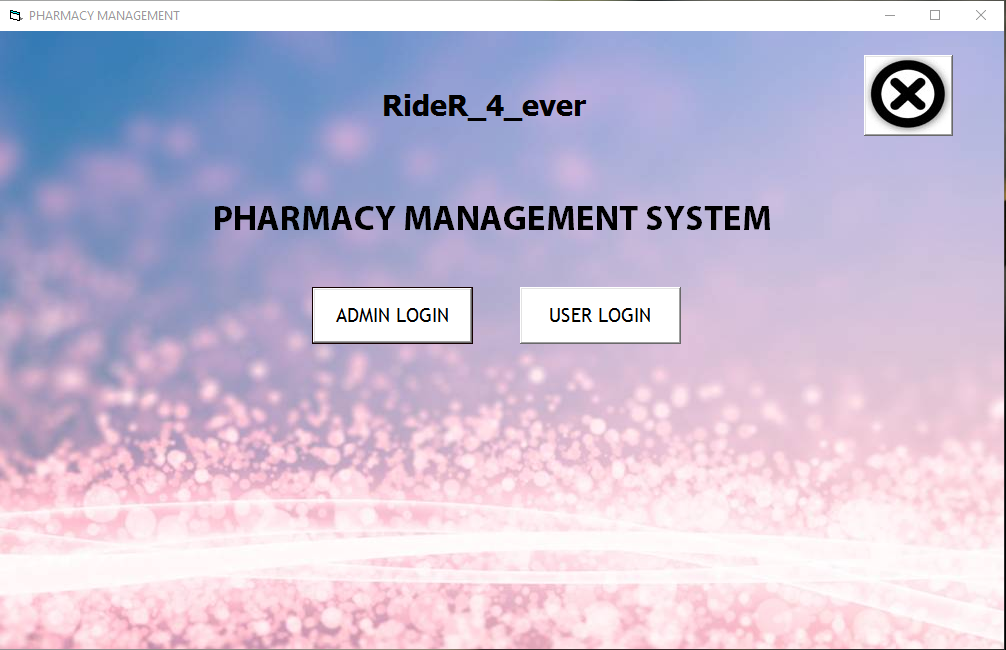 PHARMACY MANAGEMENT
RideR_4_ever
PHARMACY MANAGEMENT SYSTEM
ADMIN LOGIN
USER LOGIN